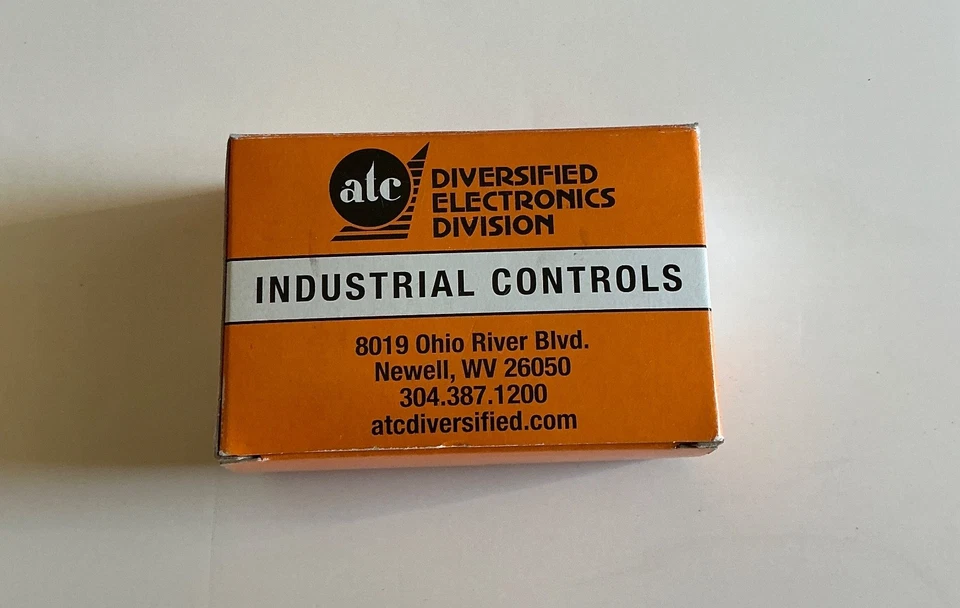 atc
DIVERSIFIED
ELECTRONICS
DIVISION
INDUSTRIAL CONTROLS
8019 Ohio River Blvd.
Newell, WV 26050
304.387.1200
atcdiversified.com